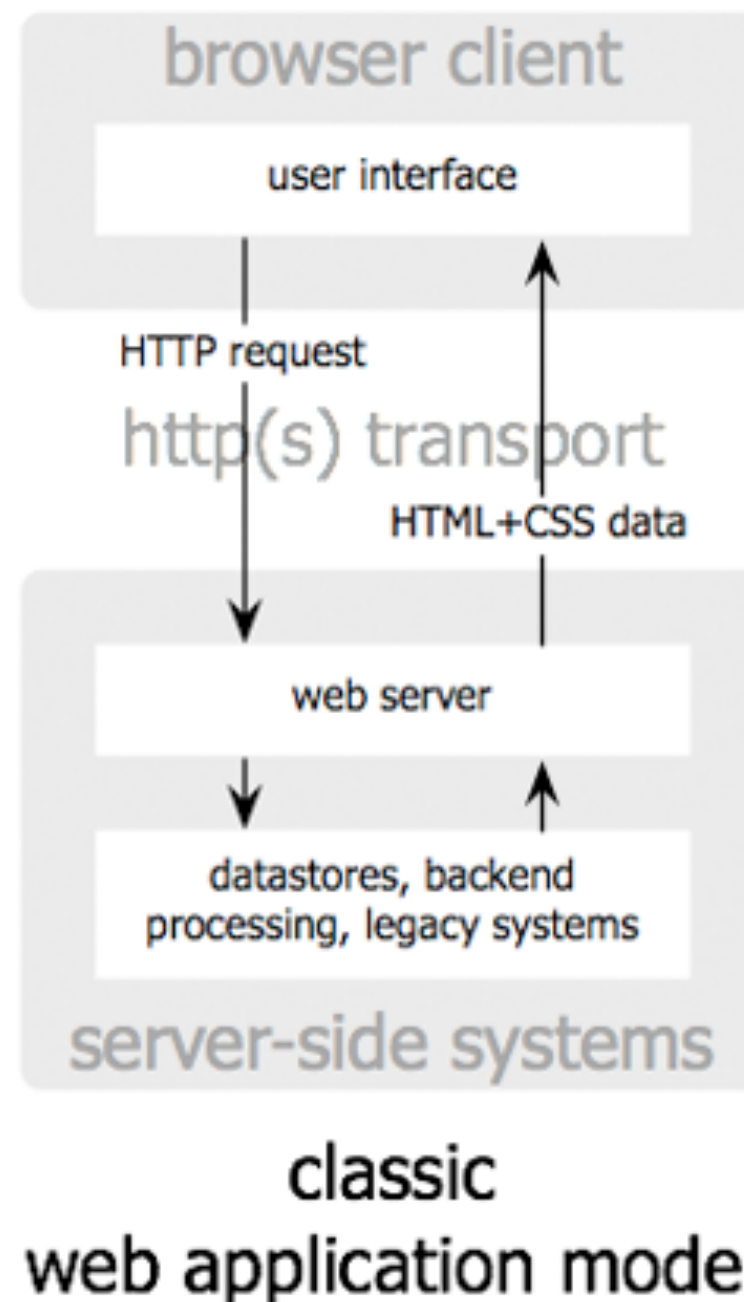 browser client
user interface
HTTP request
http(s) transport
HTML+CSS data
web server
datastores, backend
processing, legacy systems
server-side systems
classic
web application mode